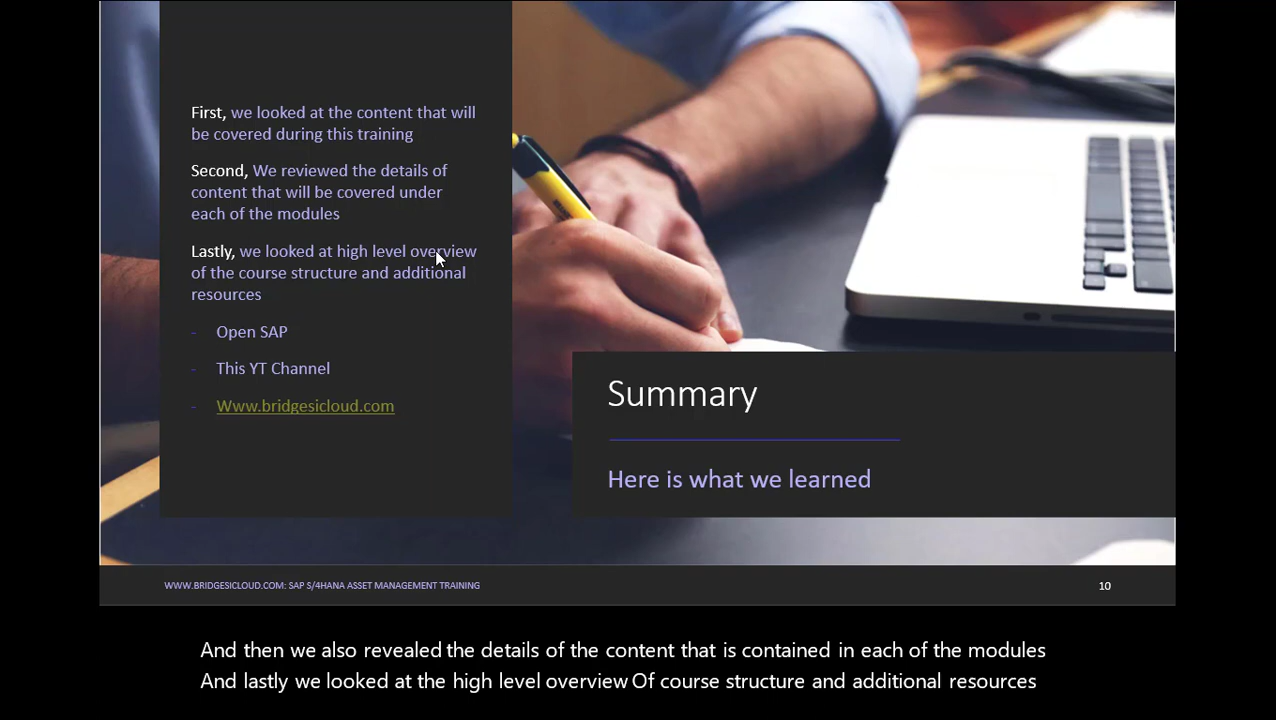 First, we looked at the content that will
be covered during this training
Second, We reviewed the details of
content that will be covered under
each of the modules
Lastly, we looked at high level overview
of the course structure and additional
resources
- Open SAP
- This YT Channel
- Www.bridgesicloud.com
Summary
Here is what we learned
WWW.BRIDGESICLOUD.COM: SAP S/4HANA ASSET MANAGEMENT TRAINING
10
And then we also revealed the details of the content that is contained in each of the modules
And lastly we looked at the high level overview Of course structure and additional resources